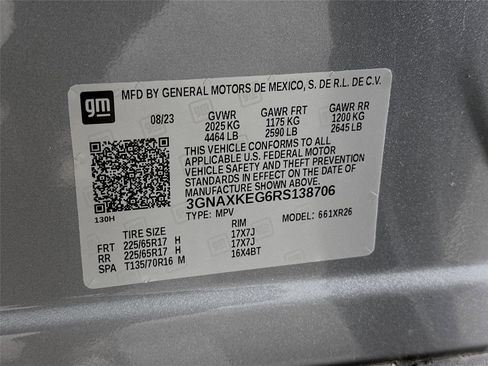 gm
MFD BY GENERAL MOTORS DE MEXICO, S. DE R.L. DE C.V.
08/23 GVWR GAWR FRT GAWR RR
2025 KG 1175 KG 1200 KG
4464 LB 2590 LB 2645 LB
THIS VEHICLE CONFORMS TO ALL
APPLICABLE U.S. FEDERAL MOTOR
VEHICLE SAFETY AND THEFT PREVENTION
STANDARDS IN EFFECT ON THE DATE OF
MANUFACTURE SHOWN ABOVE.
3GNAXKEG6RS138706
130H TYPE: MPV MODEL: 661XR26
TIRE SIZE RIM
FRT 225/65R17 H 17X7J
RR 225/65R17 H 17X7J
SPA T135/70R16 M 16X4BT